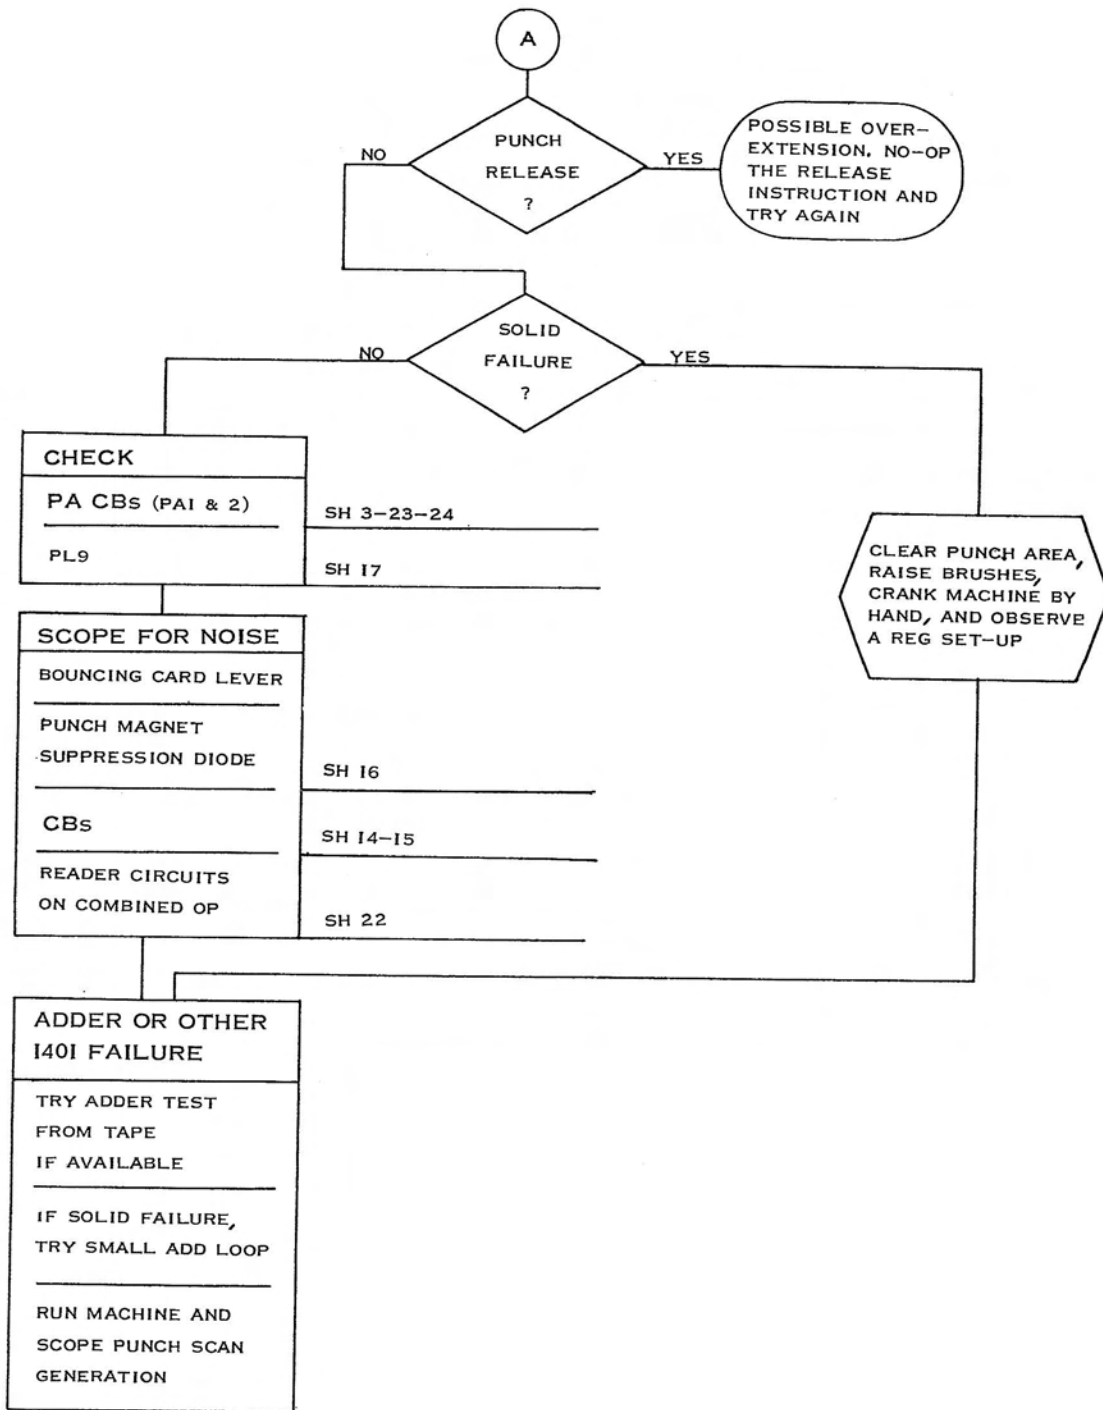 A
PUNCH
RELEASE
?
NO
YES
POSSIBLE OVER-
EXTENSION. NO-OP
THE RELEASE
INSTRUCTION AND
TRY AGAIN
SOLID
FAILURE
?
NO
YES
CHECK
PA CBs (PA1 & 2)
SH 3-23-24
PL9
SH 17
CLEAR PUNCH AREA,
RAISE BRUSHES,
CRANK MACHINE BY
HAND, AND OBSERVE
A REG SET-UP
SCOPE FOR NOISE
BOUNCING CARD LEVER
PUNCH MAGNET
SUPPRESSION DIODE
SH 16
CBs
SH 14-15
READER CIRCUITS
ON COMBINED OP
SH 22
ADDER OR OTHER
1401 FAILURE
TRY ADDER TEST
FROM TAPE
IF AVAILABLE
IF SOLID FAILURE,
TRY SMALL ADD LOOP
RUN MACHINE AND
SCOPE PUNCH SCAN
GENERATION